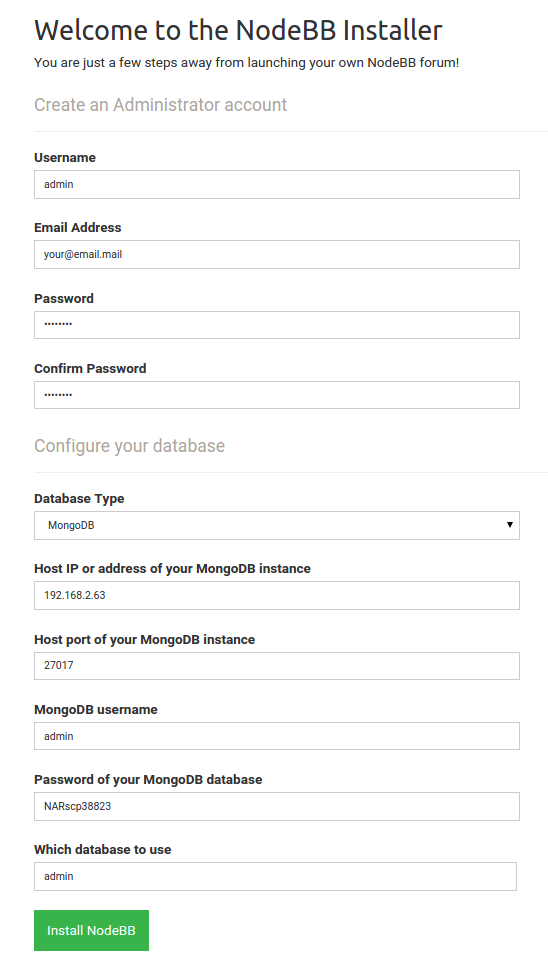 Welcome to the NodeBB Installer
You are just a few steps away from launching your own NodeBB forum!
Create an Administrator account
Username
admin
Email Address
your@email.mail
Password
••••••••
Confirm Password
••••••••
Configure your database
Database Type
MongoDB
Host IP or address of your MongoDB instance
192.168.2.63
Host port of your MongoDB instance
27017
MongoDB username
admin
Password of your MongoDB database
NARscp38823
Which database to use
admin
Install NodeBB